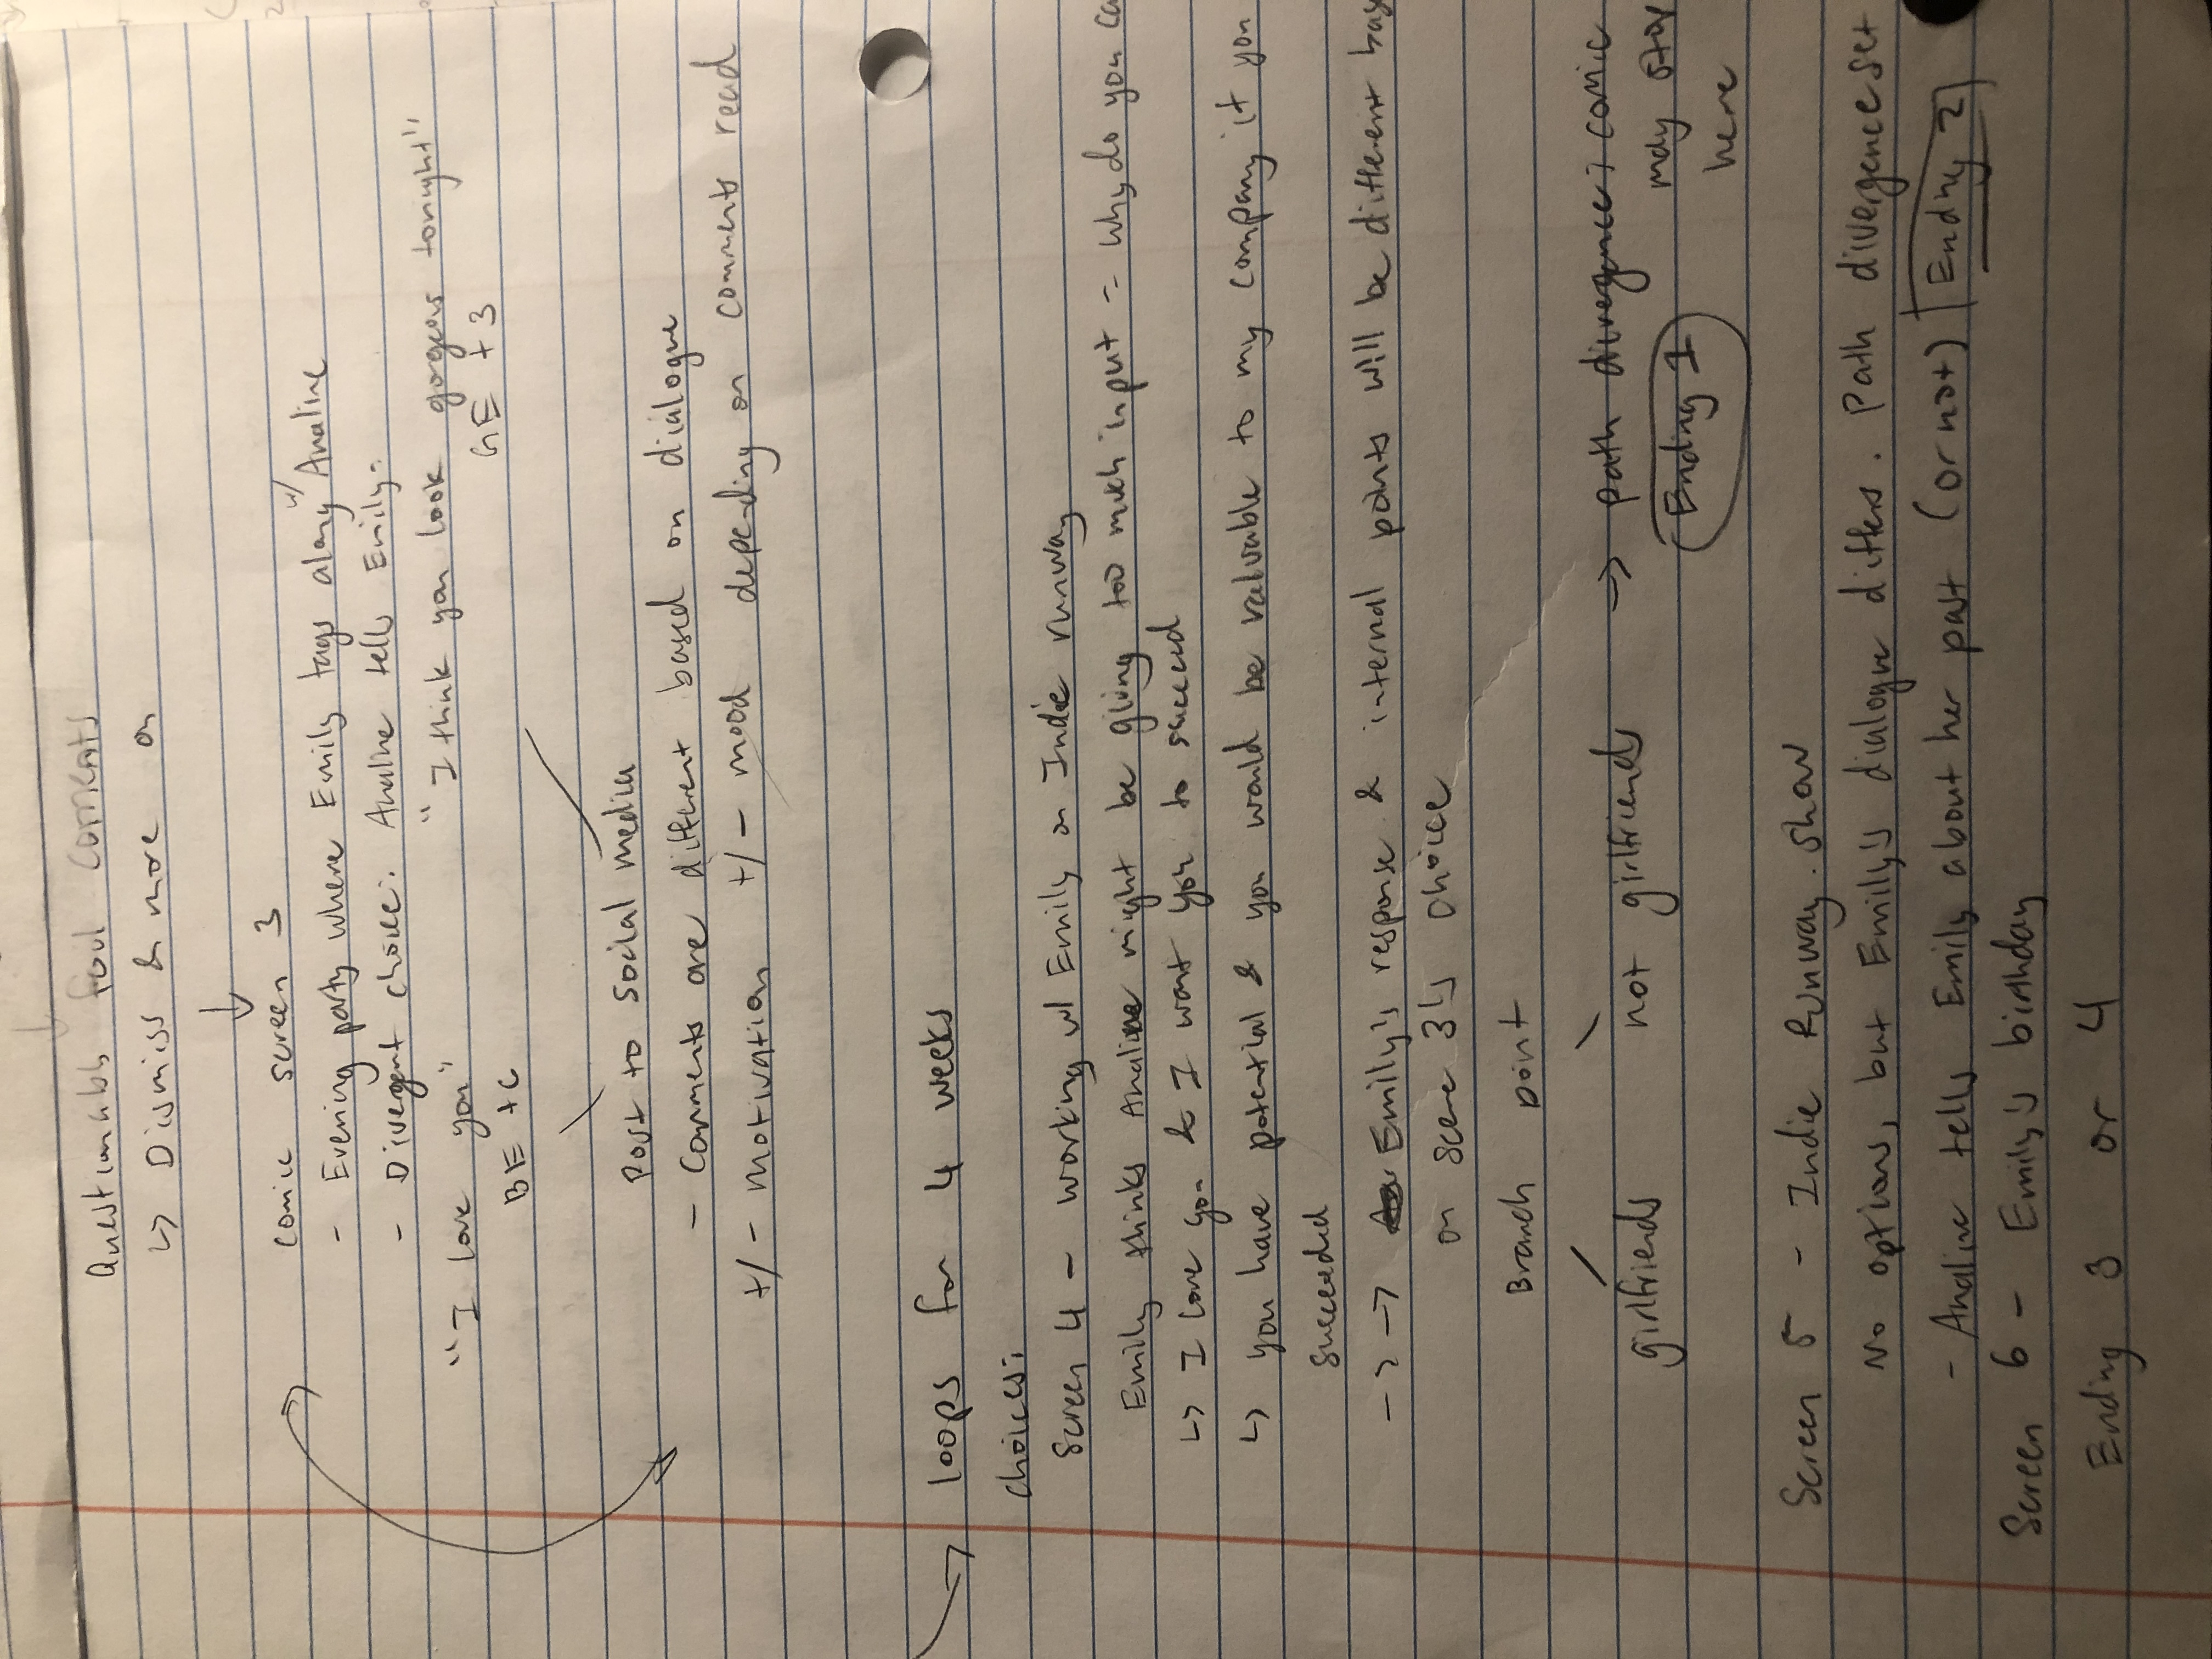 Questionable foul comments
↳ Dismiss & move on
↓
comic screen 3
- Evening party where Emily tags along w/ Analine
- Divergent choice: Analine tells Emily:
"I love you" "I think you look gorgeous tonight"
BE +6 GE +3
Post to social media
- Comments are different based on dialogue
+/- motivation +/- mood depending on comments read
→ loops for 4 weeks
choices:
Screen 4 - working w/ Emily on Indie runway
Emily thinks Analine might be giving too much input = why do you ca
↳ I love you & I want you to succeed
↳ you have potential & you would be valuable to my company if you
succeeded
->-> Emily's response & internal points will be different bas
on scene 3's choice
Branch point
girlfriends not girlfriends → path divergence; comic
may stop
here
Ending 1
Screen 5 - Indie Runway show
No options, but Emily's dialogue differs. Path divergence set
- Analine tells Emily about her past (or not) Ending 2
Screen 6 - Emily's birthday
Ending 3 or 4